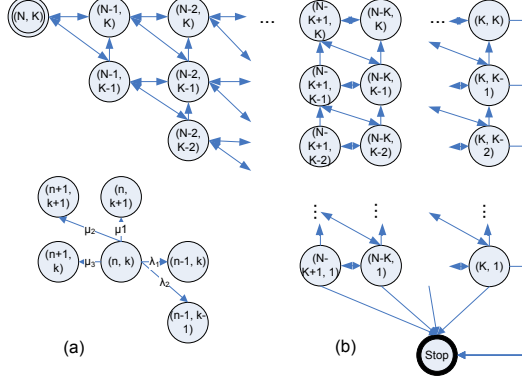 (N, K)
(N-1,
K)
(N-2,
K)
...
(N-
K+1,
K)
(N-K,
K)
(K, K)
(N-1,
K-1)
(N-2,
K-1)
(N-
K+1,
K-1)
(N-K,
K-1)
(K, K-
1)
(N-2,
K-2)
(N-
K+1,
K-2)
(N-K,
K-2)
(K, K-
2)
(n+1,
k+1)
(n,
k+1)
μ₂
μ1
(n+1,
k)
μ₃
(n, k)
λ₁
(n-1, k)
λ₂
(n-1, k-
1)
(N-
K+1, 1)
(N-K,
1)
(K, 1)
(a)
(b)
Stop